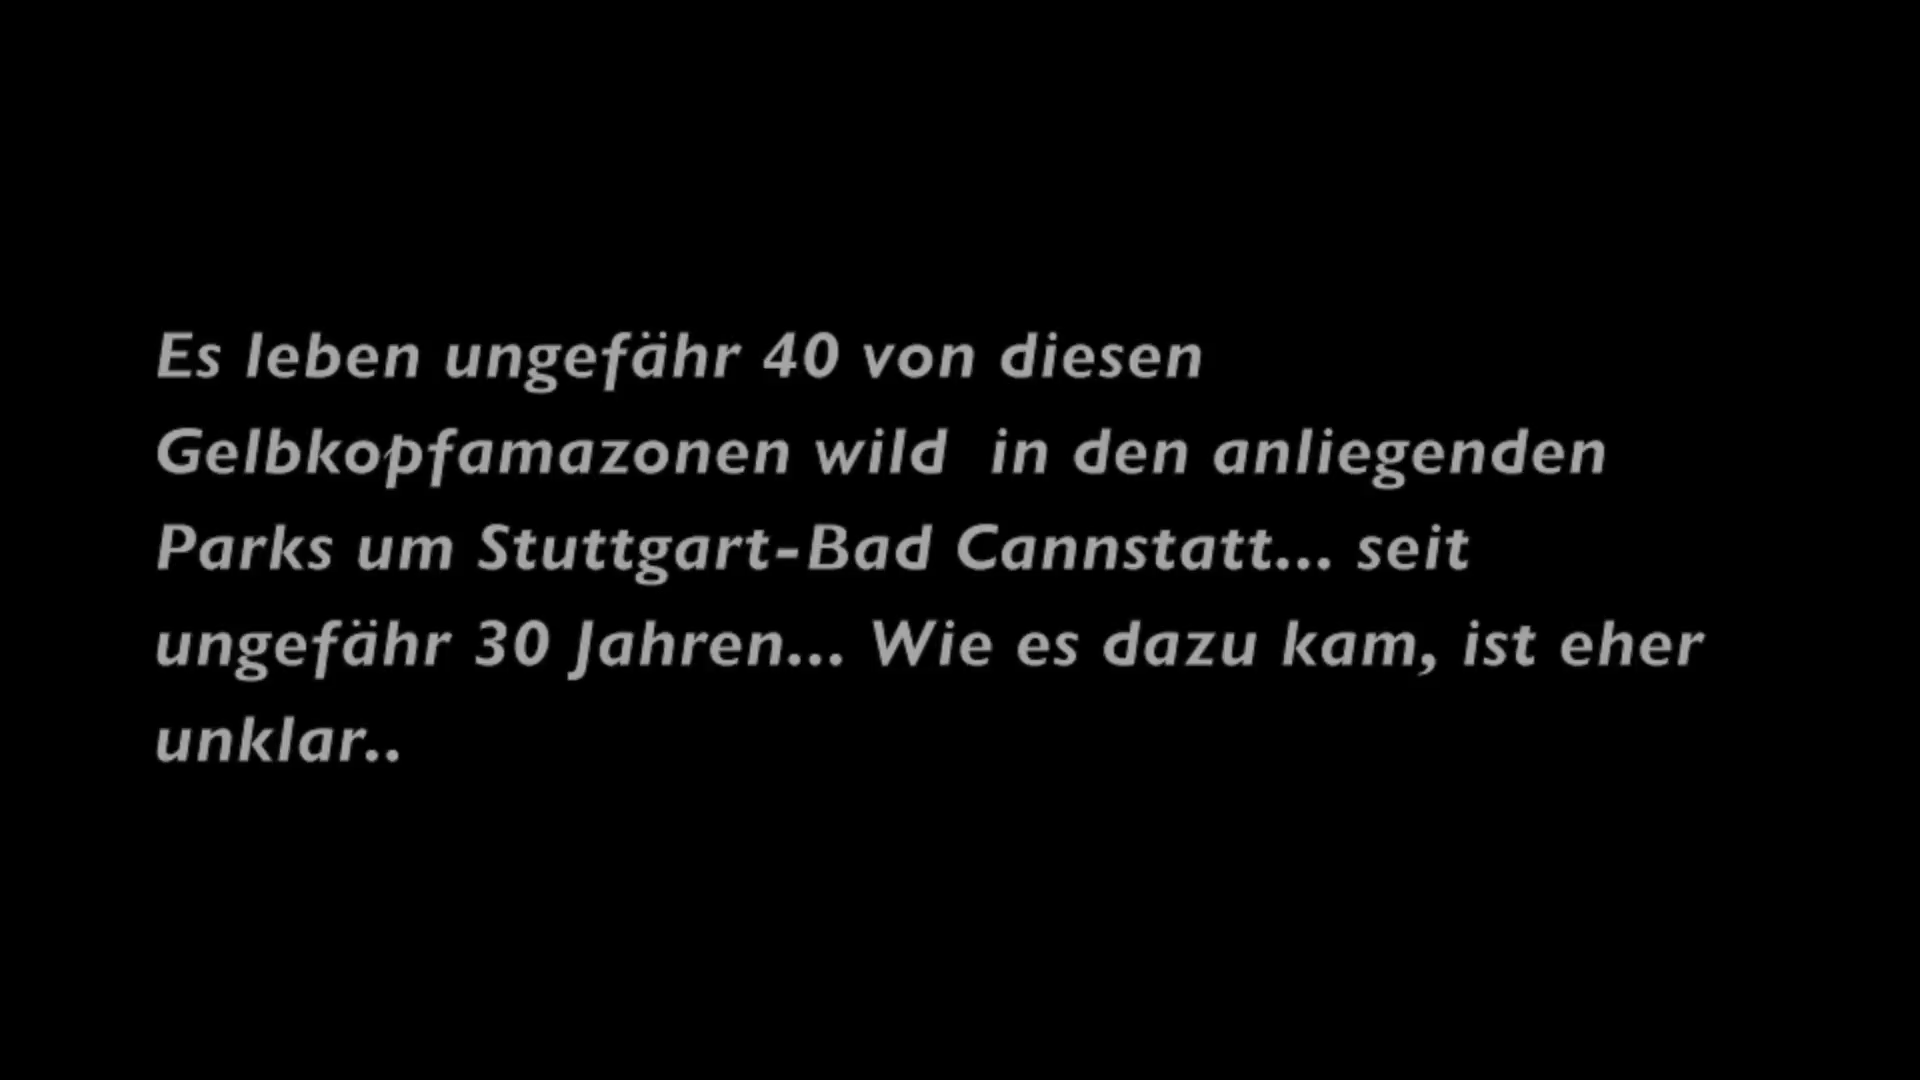 Es leben ungefähr 40 von diesen
Gelbkopfamazonen wild  in den anliegenden
Parks um Stuttgart-Bad Cannstatt... seit
ungefähr 30 Jahren... Wie es dazu kam, ist eher
unklar..